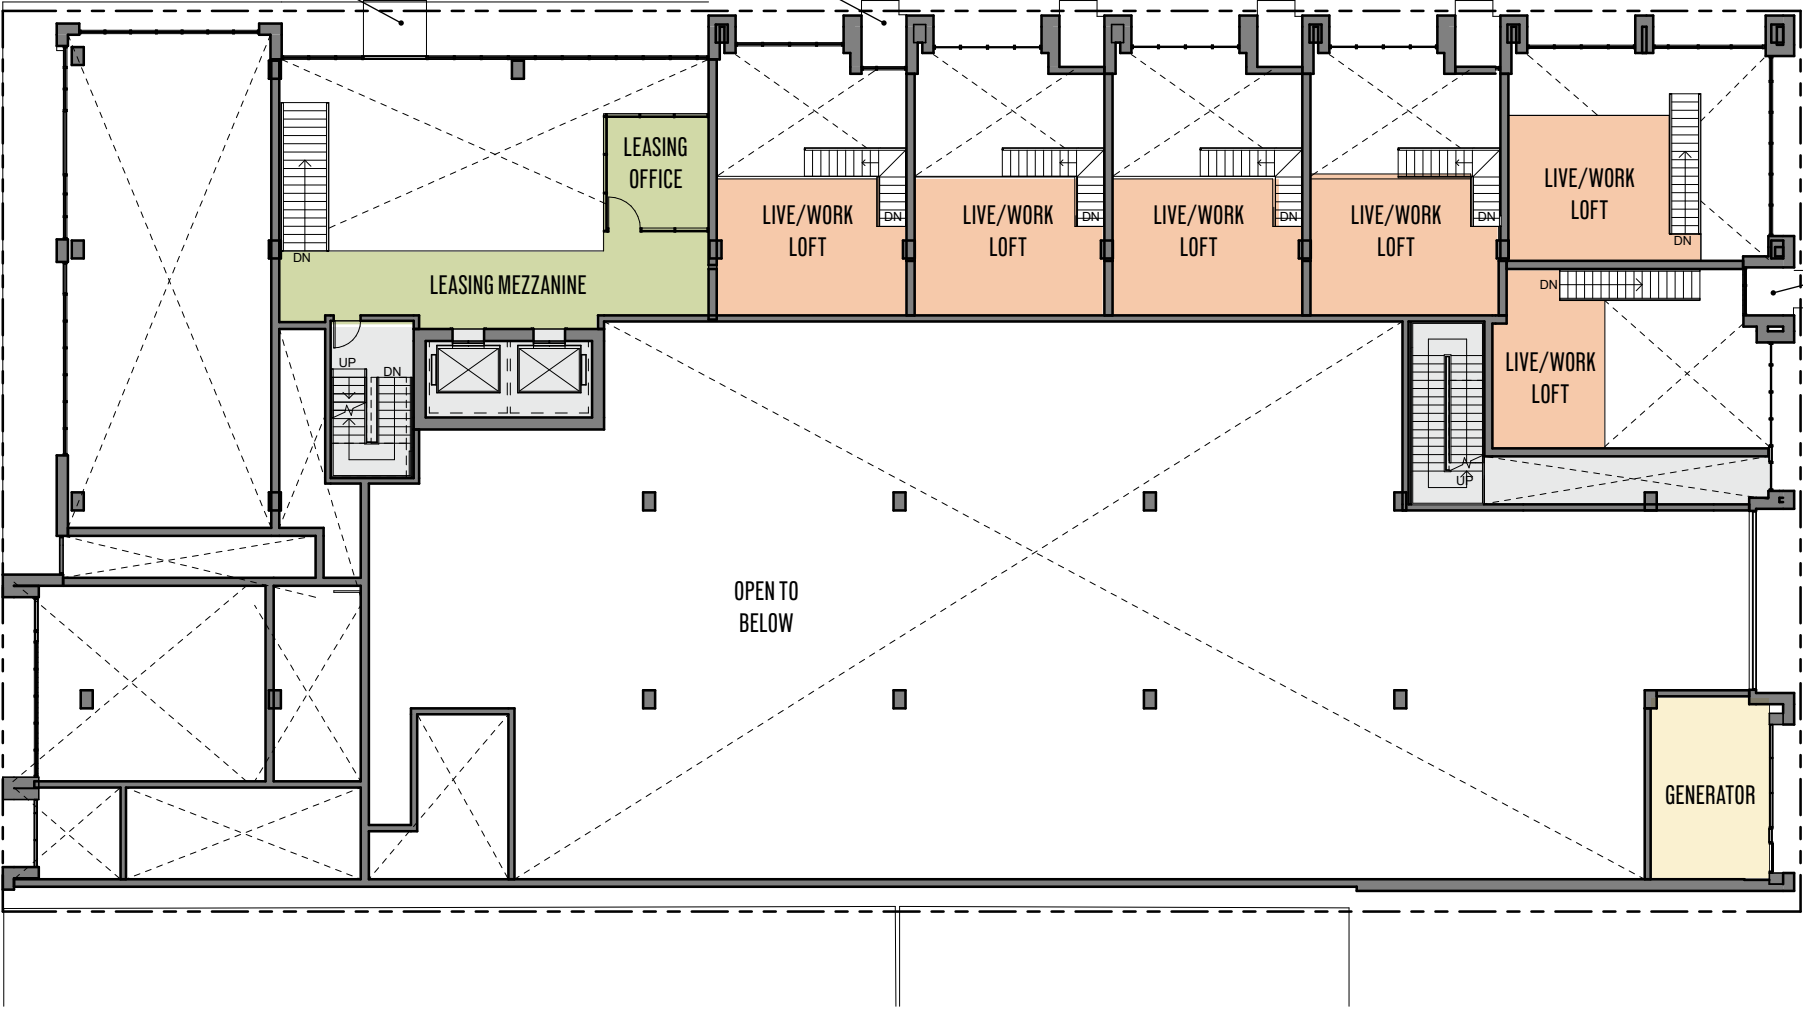 LEASING
OFFICE
LIVE/WORK
LOFT
DN
LIVE/WORK
LOFT
DN
LIVE/WORK
LOFT
DN
LIVE/WORK
LOFT
DN
LIVE/WORK
LOFT
DN
DN
LEASING MEZZANINE
DN
LIVE/WORK
LOFT
UP
DN
UP
OPEN TO
BELOW
GENERATOR